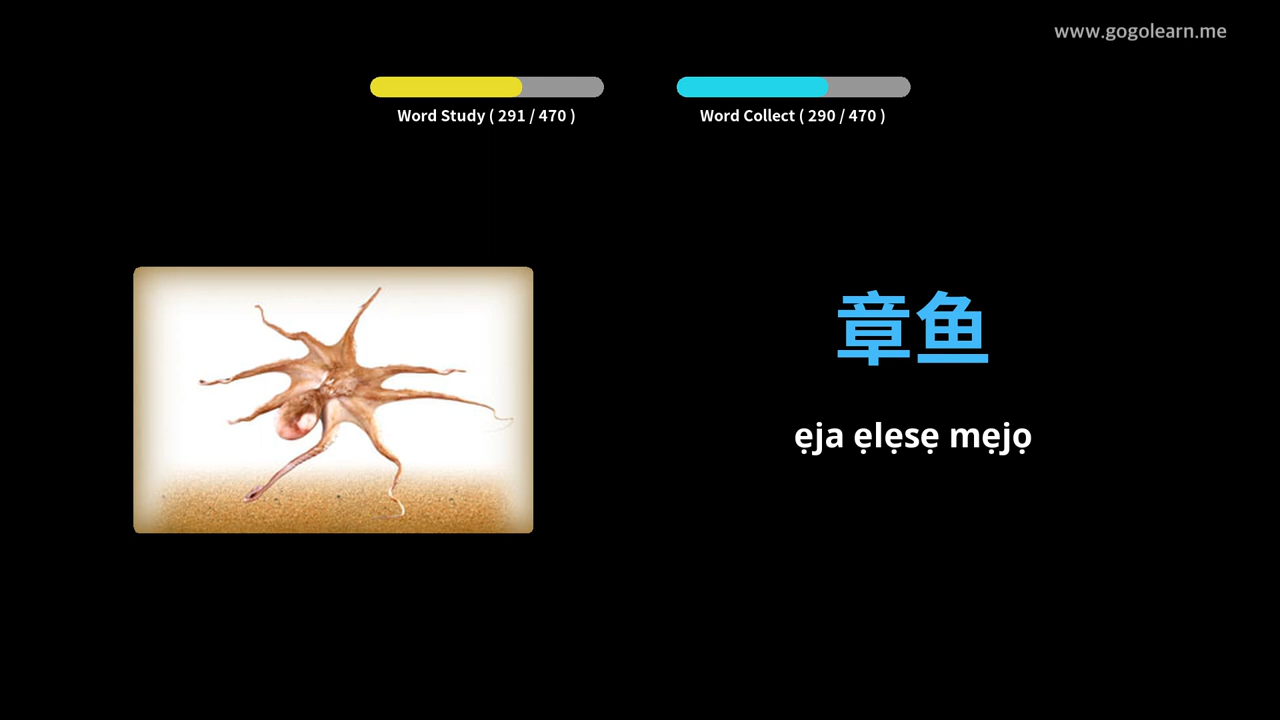 www.gogolearn.me
Word Study ( 291 / 470 )
Word Collect ( 290 / 470 )
章鱼
ẹja ẹlẹsẹ mẹjọ